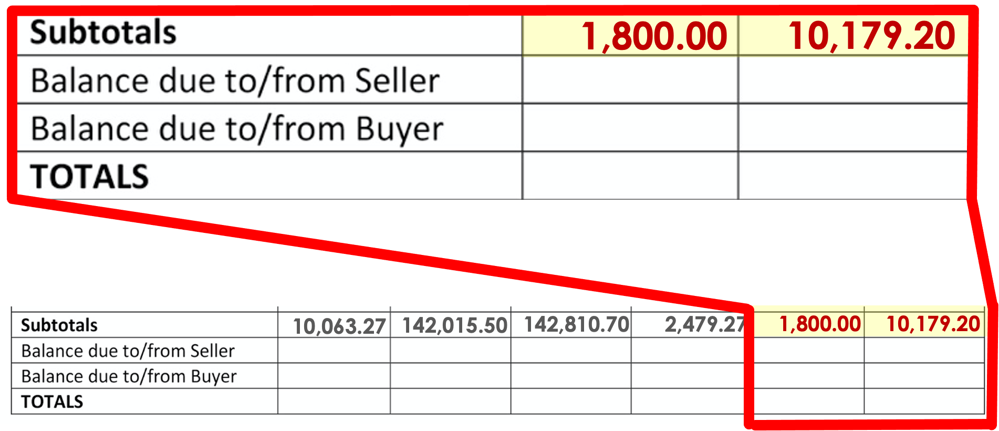 Subtotals 1,800.00 10,179.20
Balance due to/from Seller
Balance due to/from Buyer
TOTALS
Subtotals 10,063.27 142,015.50 142,810.70 2,479.27 1,800.00 10,179.20
Balance due to/from Seller
Balance due to/from Buyer
TOTALS